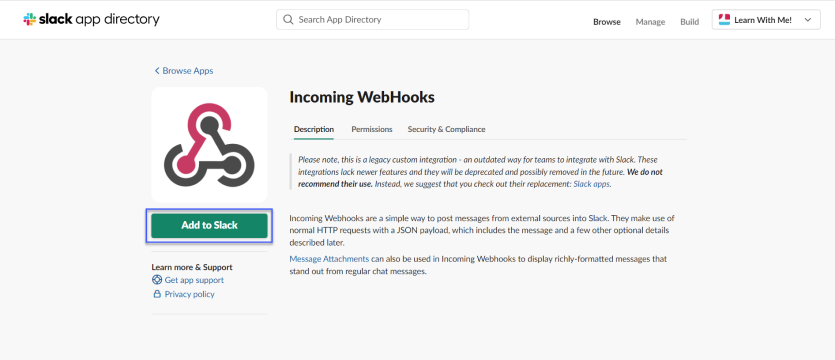 slack app directory
Search App Directory
Browse
Manage
Build
Learn With Me!
Browse Apps
Incoming WebHooks
Description
Permissions
Security & Compliance
Please note, this is a legacy custom integration - an outdated way for teams to integrate with Slack. These
integrations lack newer features and they will be deprecated and possibly removed in the future. We do not
recommend their use. Instead, we suggest that you check out their replacement: Slack apps.
Add to Slack
Incoming Webhooks are a simple way to post messages from external sources into Slack. They make use of
normal HTTP requests with a JSON payload, which includes the message and a few other optional details
described later.
Message Attachments can also be used in Incoming Webhooks to display richly-formatted messages that
stand out from regular chat messages.
Learn more & Support
Get app support
Privacy policy